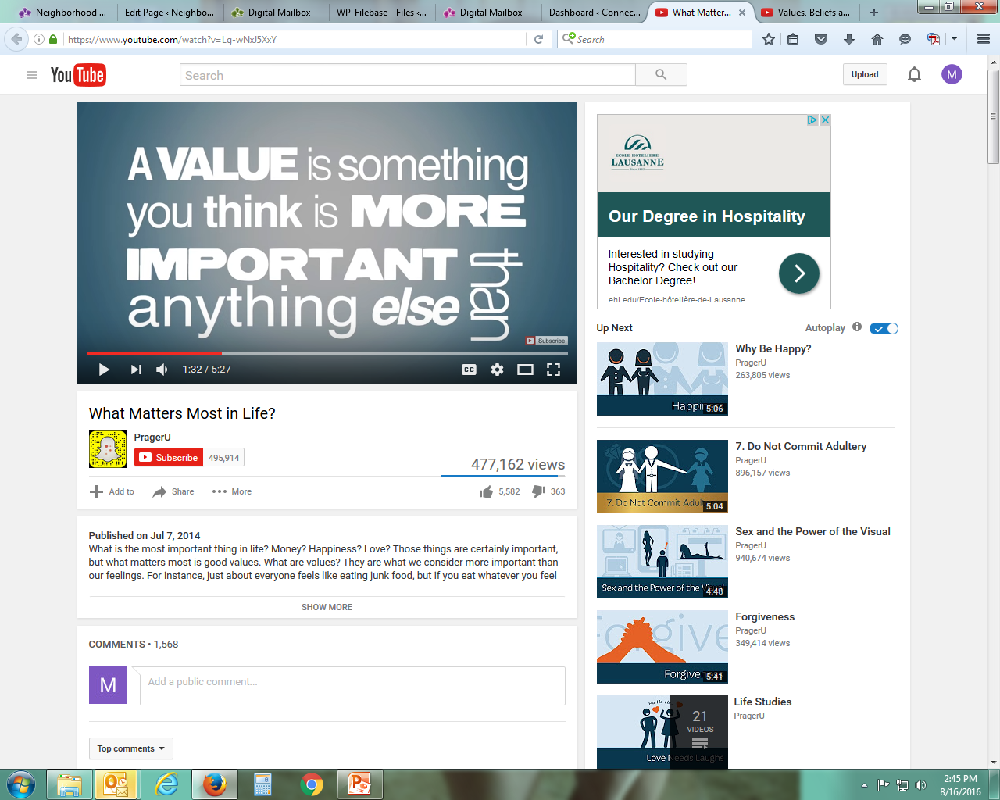 Neighborhood ...
Edit Page ‹ Neighbo...
Digital Mailbox
WP-Filebase - Files ‹...
Digital Mailbox
Dashboard ‹ Connec...
What Matter...
Values, Beliefs a...
https://www.youtube.com/watch?v=Lg-wNxJ5XxY
Search
YouTube
Search
Upload
M
A VALUE is something
you think is MORE
IMPORTANT than
anything else
Subscribe
1:32 / 5:27
CC
ECOLE HOTELIERE
LAUSANNE
Since 1893
Our Degree in Hospitality
Interested in studying
Hospitality? Check out our
Bachelor Degree!
ehl.edu/Ecole-hôtelière-de-Lausanne
Up Next
Autoplay
Why Be Happy?
PragerU
263,805 views
5:06
7. Do Not Commit Adultery
PragerU
896,157 views
7. Do Not Commit
5:04
Sex and the Power of the Visual
PragerU
940,674 views
Sex and the Power of the Visual
4:48
Forgiveness
PragerU
349,414 views
5:41
Life Studies
PragerU
Ha Ha Ha
21
VIDEOS
Love Needs Laughs
What Matters Most in Life?
PragerU
Subscribe 495,914
477,162 views
Add to
Share
More
5,582
363
Published on Jul 7, 2014
What is the most important thing in life? Money? Happiness? Love? Those things are certainly important,
but what matters most is good values. What are values? They are what we consider more important than
our feelings. For instance, just about everyone feels like eating junk food, but if you eat whatever you feel
SHOW MORE
COMMENTS • 1,568
M
Add a public comment...
Top comments
2:45 PM
8/16/2016